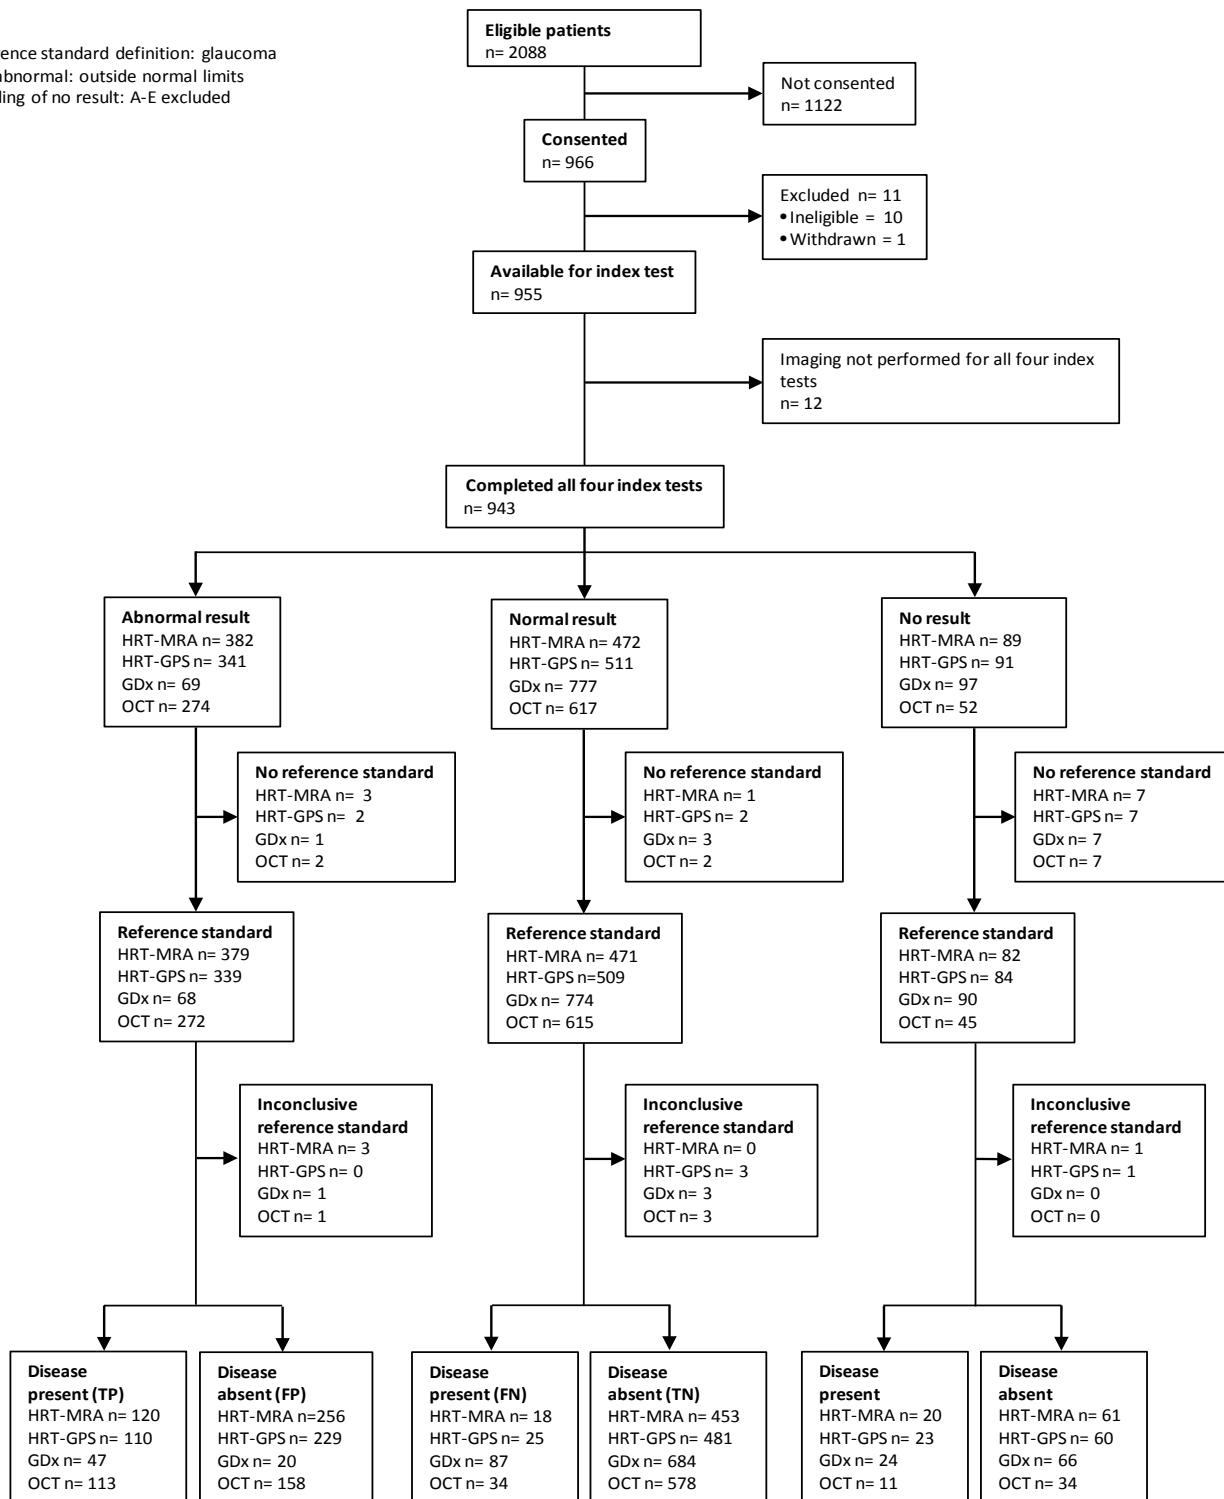 ence standard definition: glaucoma
abnormal: outside normal limits
ling of no result: A-E excluded
Eligible patients
n= 2088
Not consented
n= 1122
Consented
n= 966
Excluded n= 11
• Ineligible = 10
• Withdrawn = 1
Available for index test
n= 955
Imaging not performed for all four index
tests
n= 12
Completed all four index tests
n= 943
Abnormal result
HRT-MRA n= 382
HRT-GPS n= 341
GDx n= 69
OCT n= 274
Normal result
HRT-MRA n= 472
HRT-GPS n= 511
GDx n= 777
OCT n= 617
No result
HRT-MRA n= 89
HRT-GPS n= 91
GDx n= 97
OCT n= 52
No reference standard
HRT-MRA n= 3
HRT-GPS n= 2
GDx n= 1
OCT n= 2
No reference standard
HRT-MRA n= 1
HRT-GPS n= 2
GDx n= 3
OCT n= 2
No reference standard
HRT-MRA n= 7
HRT-GPS n= 7
GDx n= 7
OCT n= 7
Reference standard
HRT-MRA n= 379
HRT-GPS n= 339
GDx n= 68
OCT n= 272
Reference standard
HRT-MRA n= 471
HRT-GPS n=509
GDx n= 774
OCT n= 615
Reference standard
HRT-MRA n= 82
HRT-GPS n= 84
GDx n= 90
OCT n= 45
Inconclusive
reference standard
HRT-MRA n= 3
HRT-GPS n= 0
GDx n= 1
OCT n= 1
Inconclusive
reference standard
HRT-MRA n= 0
HRT-GPS n= 3
GDx n= 3
OCT n= 3
Inconclusive
reference standard
HRT-MRA n= 1
HRT-GPS n= 1
GDx n= 0
OCT n= 0
Disease
present (TP)
HRT-MRA n= 120
HRT-GPS n= 110
GDx n= 47
OCT n= 113
Disease
absent (FP)
HRT-MRA n=256
HRT-GPS n= 229
GDx n= 20
OCT n= 158
Disease
present (FN)
HRT-MRA n= 18
HRT-GPS n= 25
GDx n= 87
OCT n= 34
Disease
absent (TN)
HRT-MRA n= 453
HRT-GPS n= 481
GDx n= 684
OCT n= 578
Disease
present
HRT-MRA n= 20
HRT-GPS n= 23
GDx n= 24
OCT n= 11
Disease
absent
HRT-MRA n= 61
HRT-GPS n= 60
GDx n= 66
OCT n= 34